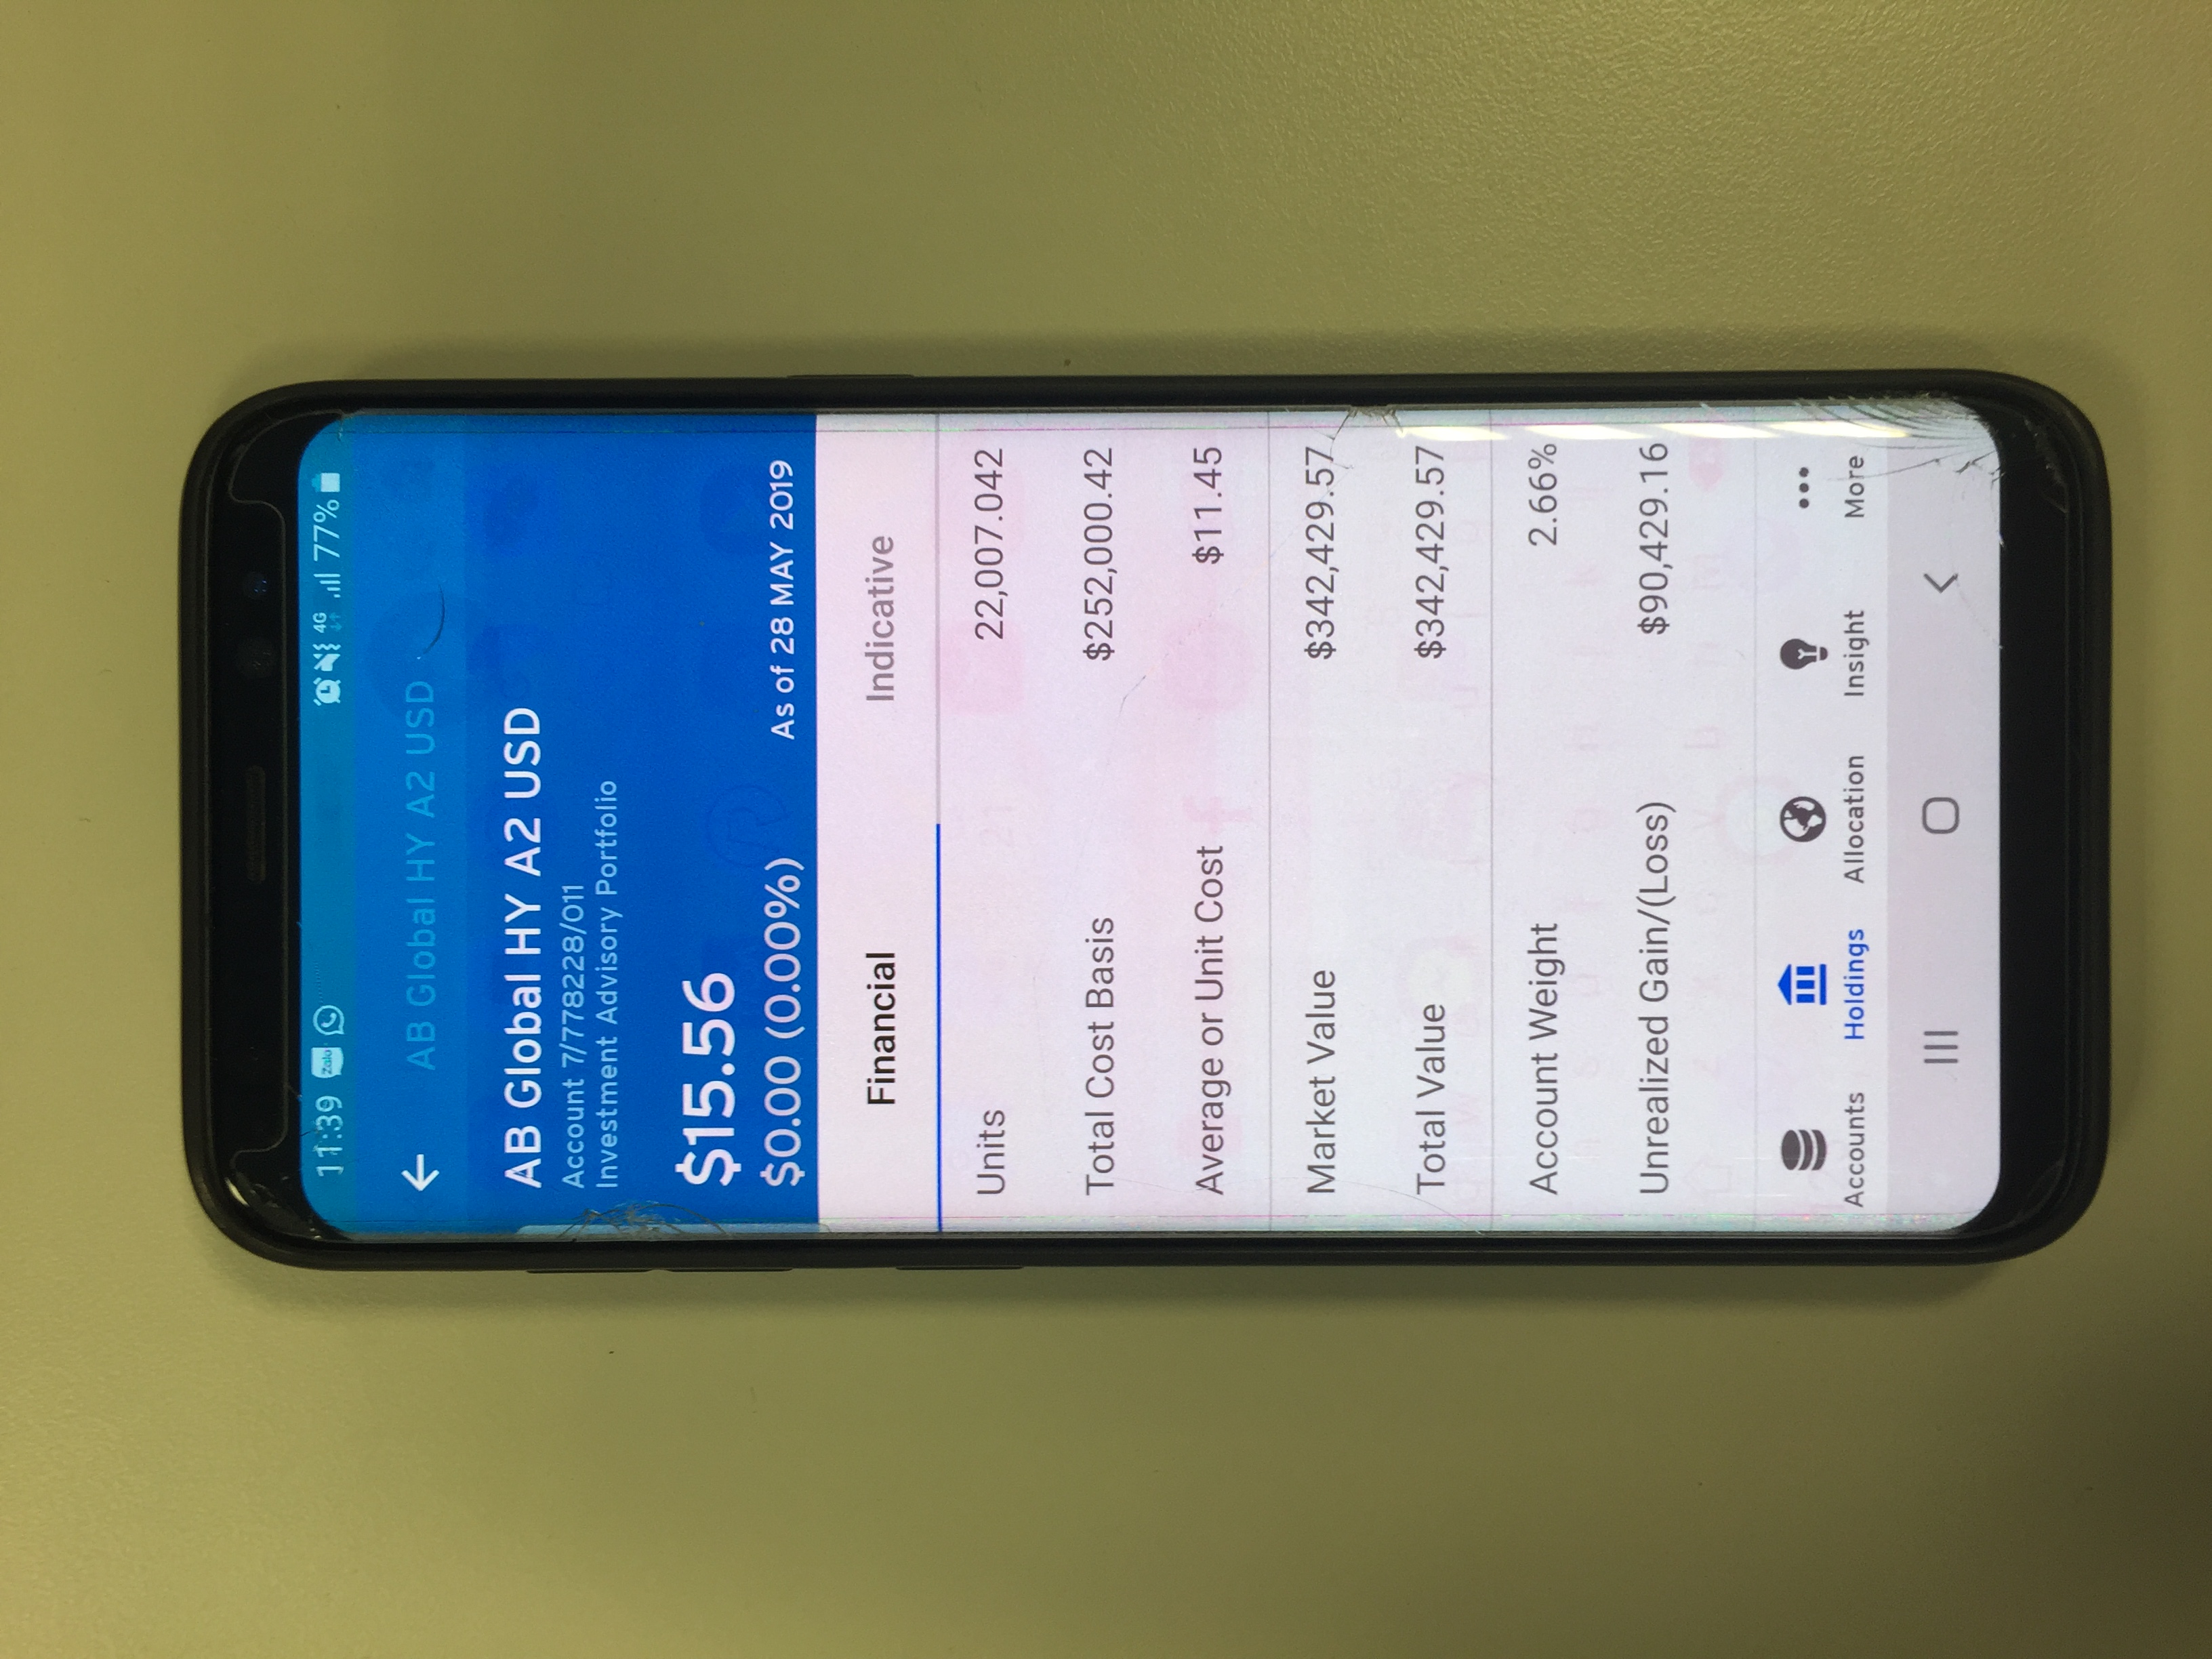 11:39 Zalo 4G 77%
AB Global HY A2 USD
AB Global HY A2 USD
Account 7/778228/011
Investment Advisory Portfolio
$15.56
$0.00 (0.00%) As of 28 MAY 2019
Financial Indicative
Units 22,007.042
Total Cost Basis $252,000.42
Average or Unit Cost $11.45
Market Value $342,429.57
Total Value $342,429.57
Account Weight 2.66%
Unrealized Gain/(Loss) $90,429.16
Accounts Holdings Allocation Insight More